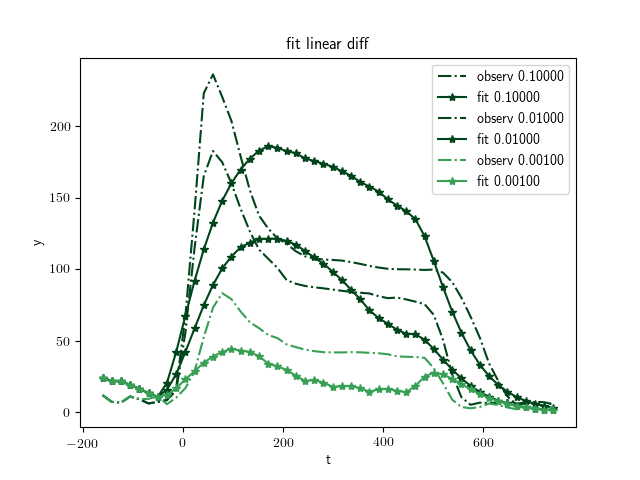 fit linear diff
observ 0.10000
fit 0.10000
observ 0.01000
fit 0.01000
observ 0.00100
fit 0.00100
y
200
150
100
50
0
−200 0 200 400 600
t